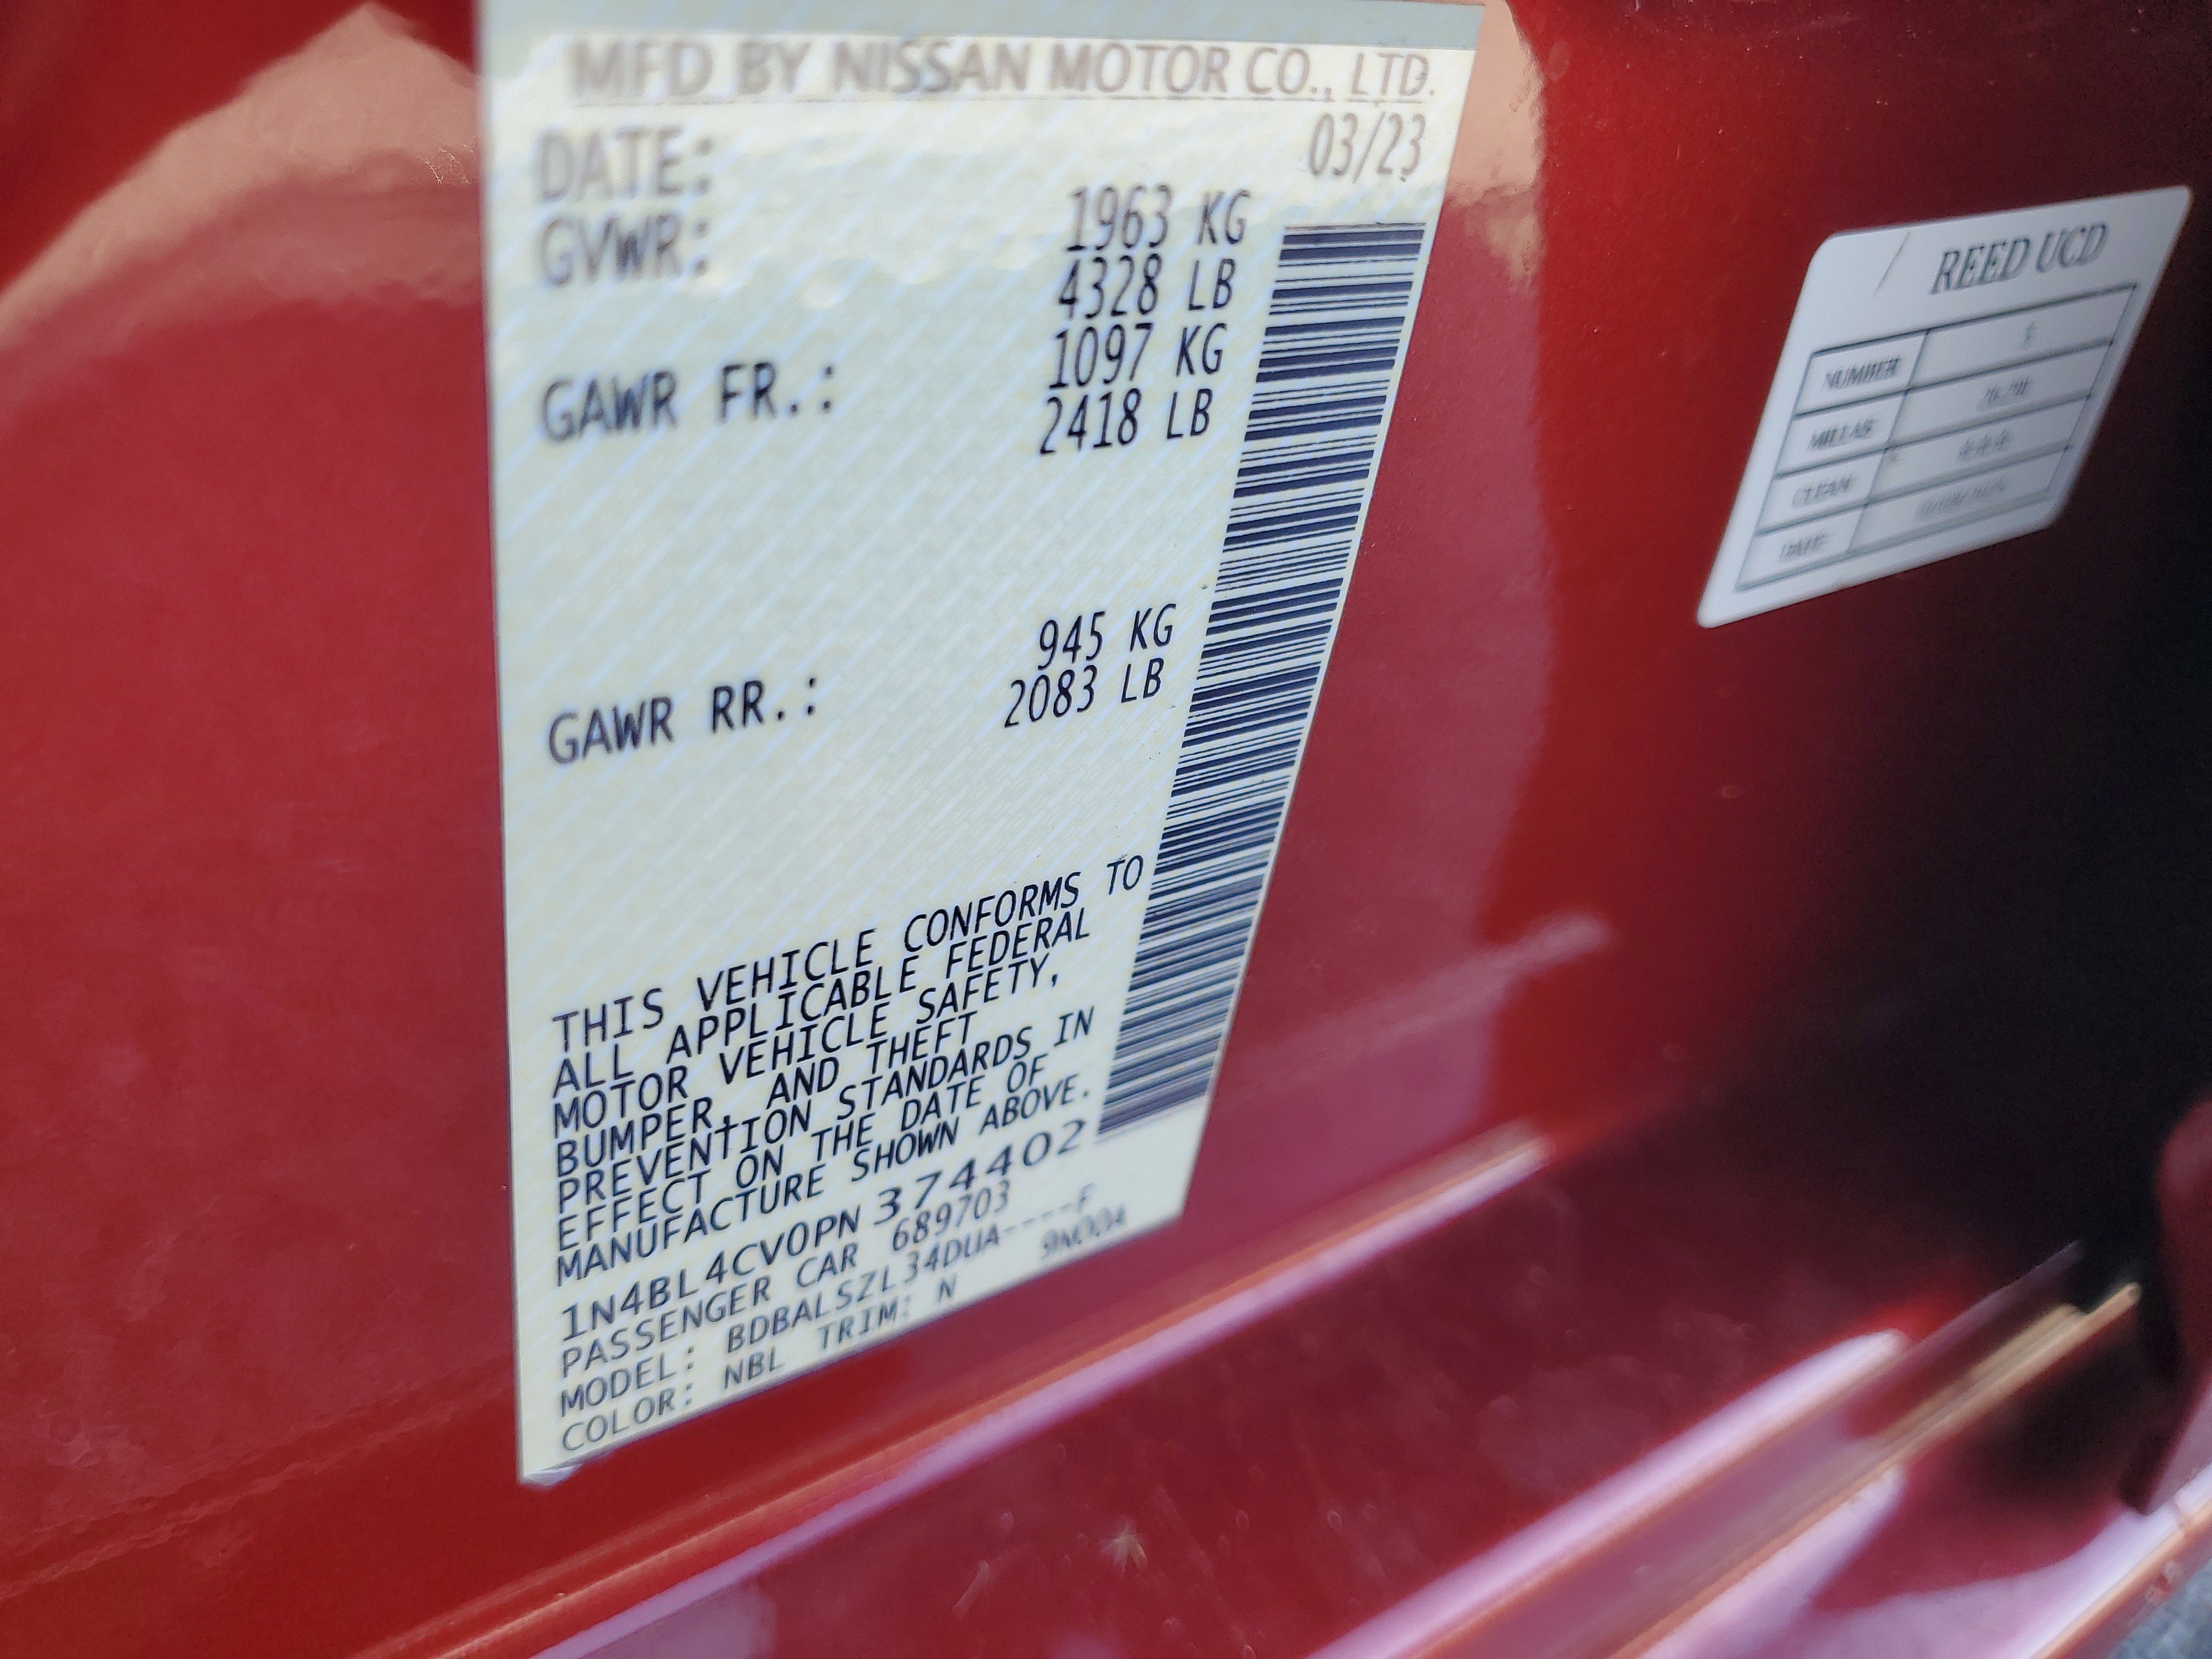 MFD BY NISSAN MOTOR CO., LTD.
DATE: 03/23
GVWR: 1963 KG
4328 LB
GAWR FR.: 1097 KG
2418 LB
GAWR RR.: 945 KG
2083 LB
THIS VEHICLE CONFORMS TO
ALL APPLICABLE FEDERAL
MOTOR VEHICLE SAFETY,
BUMPER, AND THEFT
PREVENTION STANDARDS IN
EFFECT ON THE DATE OF
MANUFACTURE SHOWN ABOVE.
1N4BL4CV0PN374402
PASSENGER CAR 689703
MODEL: BDBALSZL34DUA----F
COLOR: NBL TRIM: N 9N00A
REED UCD
NUMBER
CLEAN
DATE